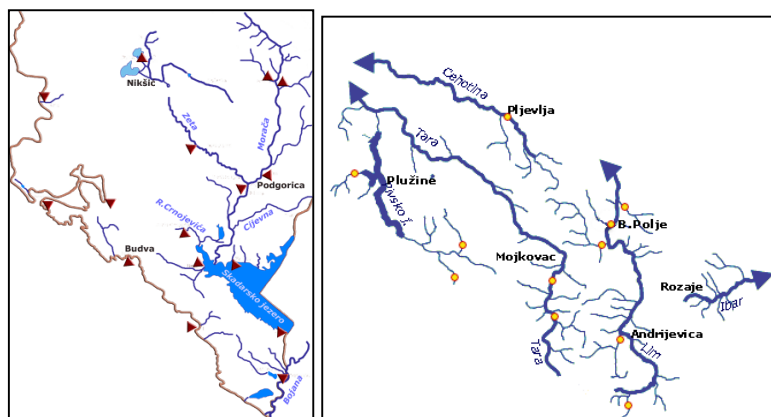 Nikšić
Zeta
Morača
Podgorica
R.Crnojevića
Cijevna
Budva
Skadarsko jezero
Bojana
Ćehotina
Pljevlja
Tara
Plužine
Pivsko J.
B.Polje
Mojkovac
Rozaje
Ibar
Andrijevica
Lim
Tara